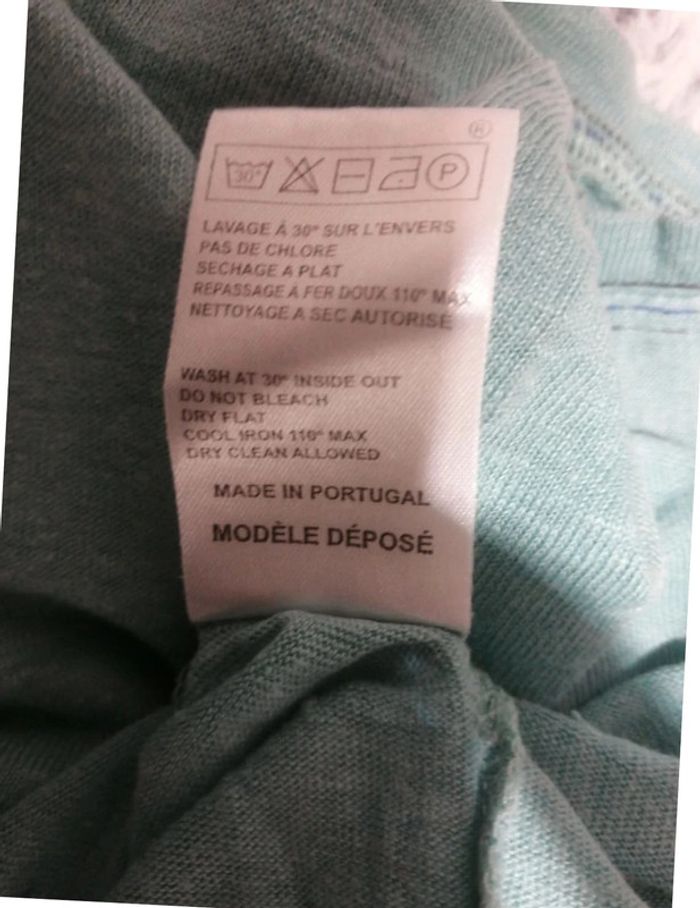 ®
30° P
LAVAGE À 30° SUR L'ENVERS
PAS DE CHLORE
SECHAGE A PLAT
REPASSAGE A FER DOUX 110° MAX
NETTOYAGE A SEC AUTORISE
WASH AT 30° INSIDE OUT
DO NOT BLEACH
DRY FLAT
COOL IRON 110° MAX
DRY CLEAN ALLOWED
MADE IN PORTUGAL
MODÈLE DÉPOSÉ